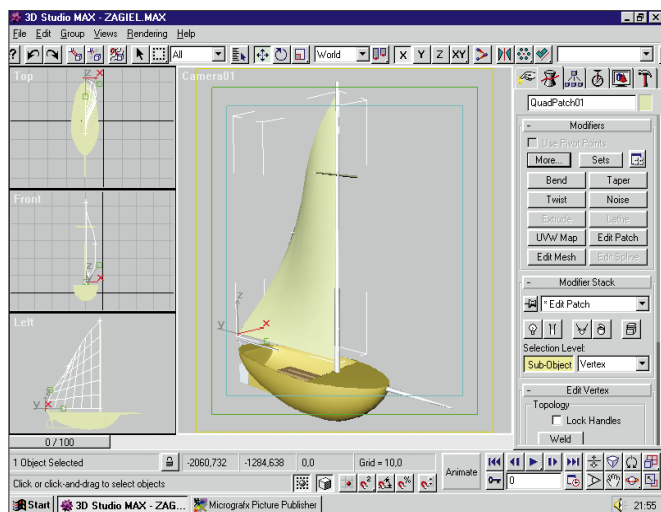 3D Studio MAX - ZAGIEL.MAX
File Edit Group Views Rendering Help
All World X Y Z XY
Top
Camera01
Front
Left
z x
z
y x
z
y x
z
y x
QuadPatch01
- Modifiers
Use Pivot Points
More... Sets
Bend Taper
Twist Noise
Extrude Lathe
UVW Map Edit Patch
Edit Mesh Edit Spline
- Modifier Stack
* Edit Patch
Selection Level:
Sub-Object Vertex
- Edit Vertex
Topology
Lock Handles
Weld
0 / 100
1 Object Selected -2060,732 -1284,638 0,0 Grid = 10,0 Animate
Click or click-and-drag to select objects 0
Start 3D Studio MAX - ZAG... Micrografx Picture Publisher 21:55